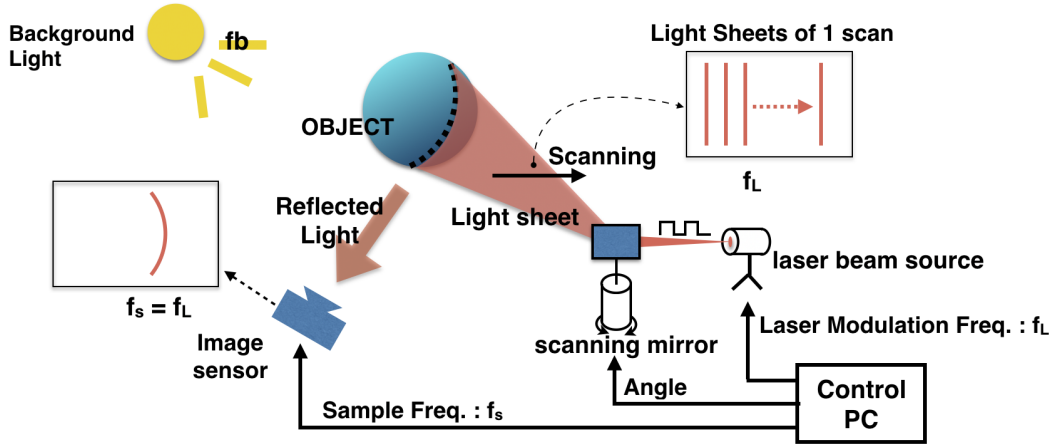 Background
Light
fb
Light Sheets of 1 scan
OBJECT
Scanning
fL
Reflected
Light
Light sheet
laser beam source
fs = fL
Image
sensor
scanning mirror
Laser Modulation Freq. : fL
Angle
Control
PC
Sample Freq. : fs